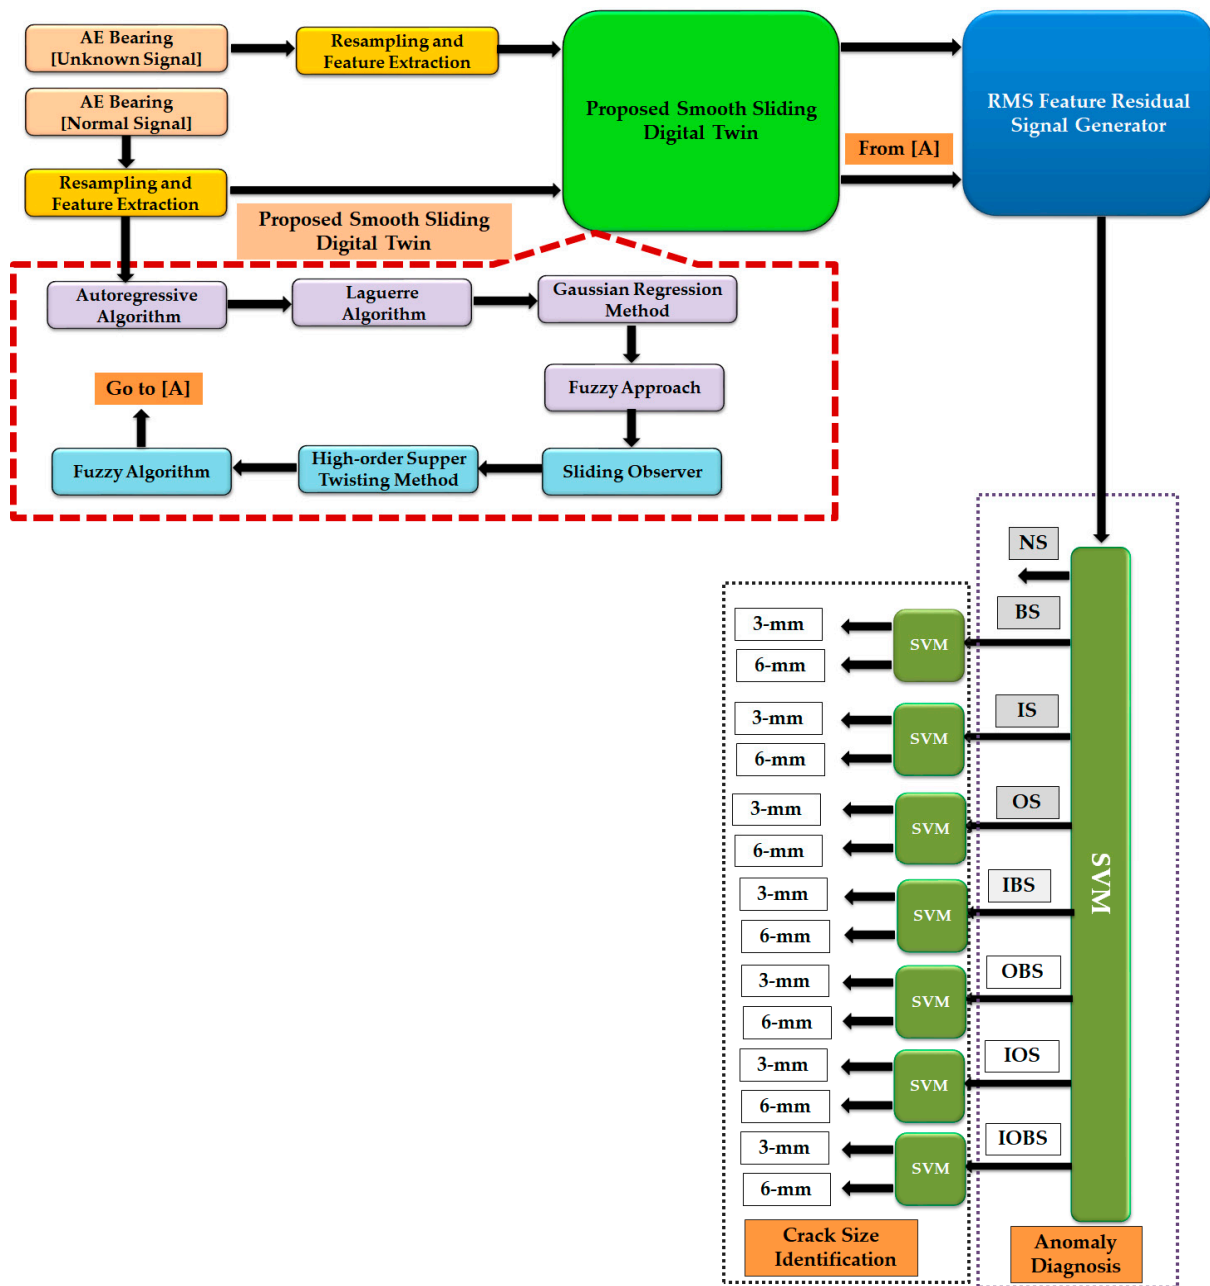 AE Bearing
[Unknown Signal]
Resampling and
Feature Extraction
AE Bearing
[Normal Signal]
Resampling and
Feature Extraction
Proposed Smooth Sliding
Digital Twin
RMS Feature Residual
Signal Generator
From [A]
Proposed Smooth Sliding
Digital Twin
Autoregressive
Algorithm
Laguerre
Algorithm
Gaussian Regression
Method
Fuzzy Approach
Go to [A]
Fuzzy Algorithm
High-order Supper
Twisting Method
Sliding Observer
NS
BS
3-mm
6-mm
SVM
IS
3-mm
6-mm
SVM
OS
3-mm
6-mm
SVM
SVM
IBS
3-mm
6-mm
SVM
OBS
3-mm
6-mm
SVM
IOS
3-mm
6-mm
SVM
IOBS
3-mm
6-mm
SVM
Crack Size
Identification
Anomaly
Diagnosis